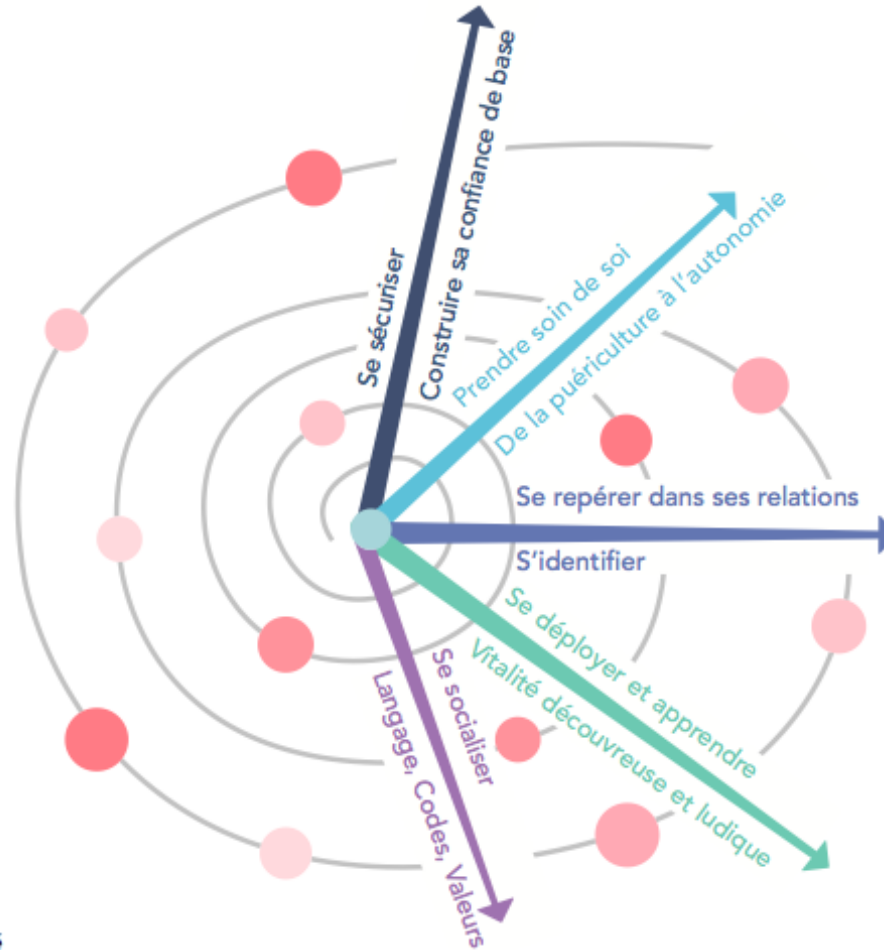 Se sécuriser
Construire sa confiance de base
Prendre soin de soi
De la puériculture à l'autonomie
Se repérer dans ses relations
S'identifier
Se déployer et apprendre
Vitalité découvreuse et ludique
Se socialiser
Langage, Codes, Valeurs
s